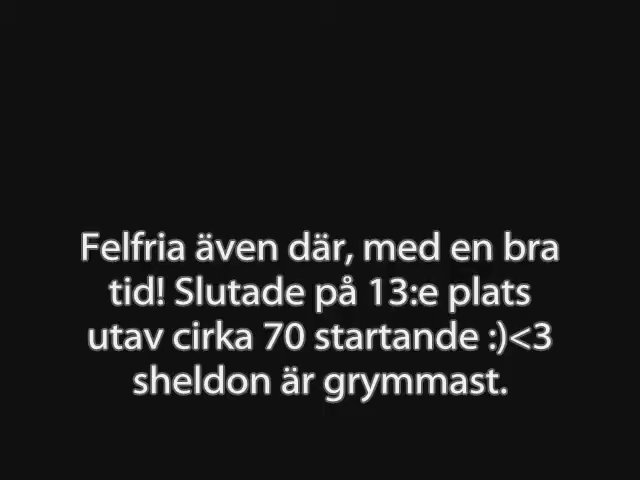 Felfria även där, med en bra
tid! Slutade på 13:e plats
utav cirka 70 startande :)<3
sheldon är grymmast.